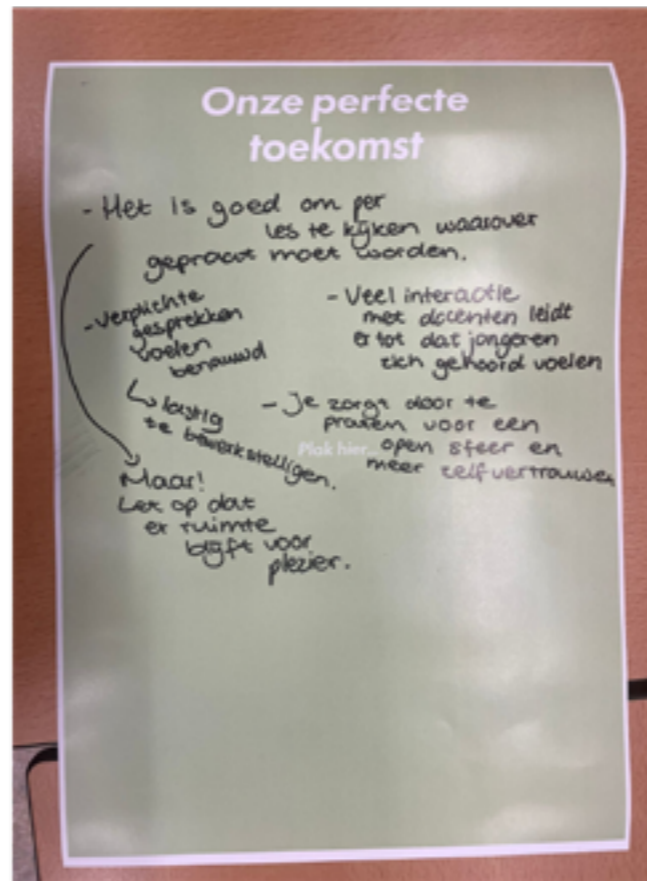 Onze perfecte
toekomst
- Het is goed om per
les te kijken waarover
gepraat moet worden.
- Verplichte
gesprekken
voelen
benauwd
↳ lastig
te bewerkstelligen.
- Veel interactie
met docenten leidt
er tot dat jongeren
zich gehoord voelen
- Je zorgt door te
praten voor een
open sfeer en
meer zelfvertrouwen
Plak hier
Maar!
Let op dat
er ruimte
blijft voor
plezier.